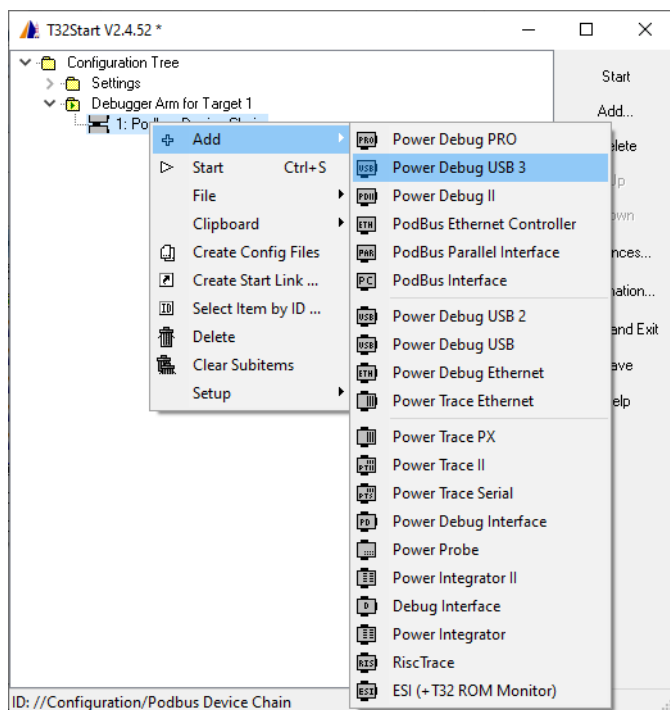 T32Start V2.4.52 *
Configuration Tree
Settings
Debugger Arm for Target 1
1: Podbus Device Chain
Start
Add...
elete
Up
own
nces...
nation...
and Exit
ave
elp
Add
Start Ctrl+S
File
Clipboard
Create Config Files
Create Start Link ...
Select Item by ID ...
Delete
Clear Subitems
Setup
Power Debug PRO
Power Debug USB 3
Power Debug II
PodBus Ethernet Controller
PodBus Parallel Interface
PodBus Interface
Power Debug USB 2
Power Debug USB
Power Debug Ethernet
Power Trace Ethernet
Power Trace PX
Power Trace II
Power Trace Serial
Power Debug Interface
Power Probe
Power Integrator II
Debug Interface
Power Integrator
RiscTrace
ESI (+T32 ROM Monitor)
ID: //Configuration/Podbus Device Chain